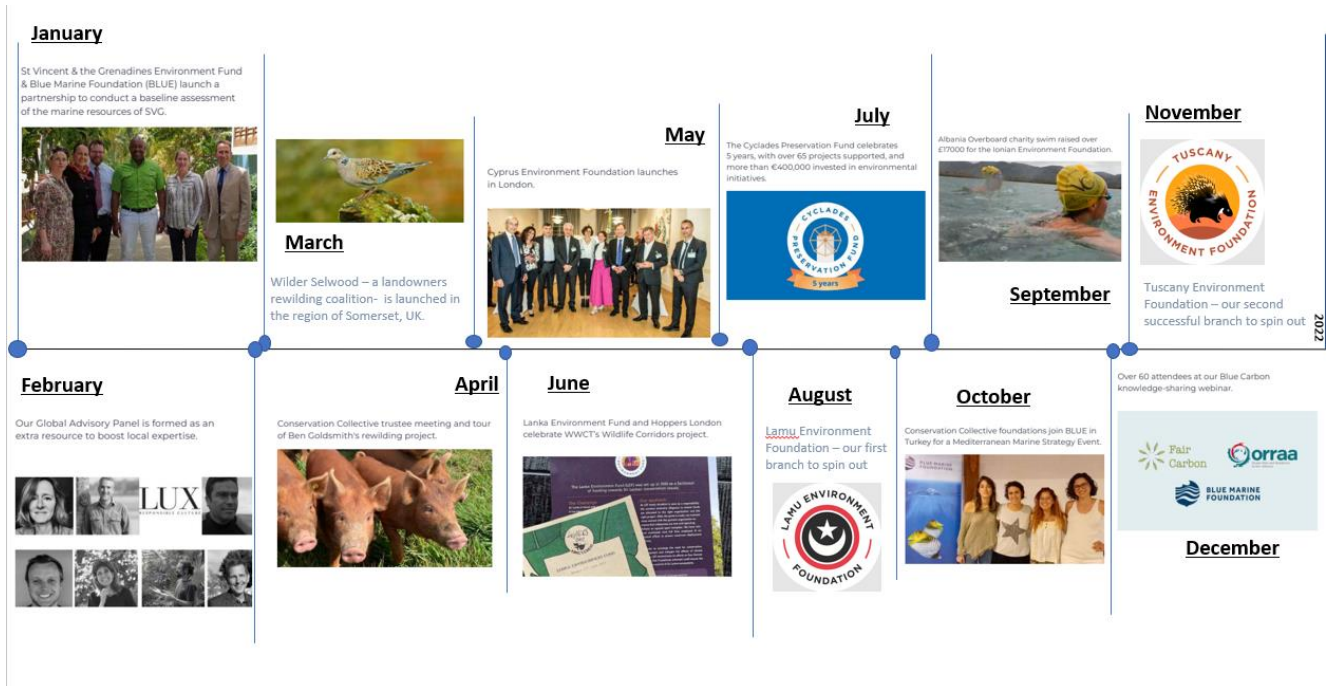 January
St Vincent & the Grenadines Environment Fund
& Blue Marine Foundation (BLUE) launch a
partnership to conduct a baseline assessment
of the marine resources of SVG.
February
Our Global Advisory Panel is formed as an
extra resource to boost local expertise.
LUX
RESPONSIBLE CULTURE
March
Wilder Selwood – a landowners
rewilding coalition- is launched in
the region of Somerset, UK.
April
Conservation Collective trustee meeting and tour
of Ben Goldsmith's rewilding project.
May
Cyprus Environment Foundation launches
in London.
June
Lanka Environment Fund and Hoppers London
celebrate WWCT's Wildlife Corridors project.
July
The Cyclades Preservation Fund celebrates
5 years, with over 65 projects supported, and
more than €400,000 invested in environmental
initiatives.
CYCLADES
PRESERVATION FUND
5 years
August
Lamu Environment
Foundation – our first
branch to spin out
LAMU ENVIRONMENT
FOUNDATION
Albania Overboard charity swim raised over
£17000 for the Ionian Environment Foundation.
September
October
Conservation Collective foundations join BLUE in
Turkey for a Mediterranean Marine Strategy Event.
BLUE MARINE
FOUNDATION
November
TUSCANY
ENVIRONMENT FOUNDATION
Tuscany Environment
Foundation – our second
successful branch to spin out
2022
Over 60 attendees at our Blue Carbon
knowledge-sharing webinar.
Fair
Carbon
orraa
BLUE MARINE
FOUNDATION
December